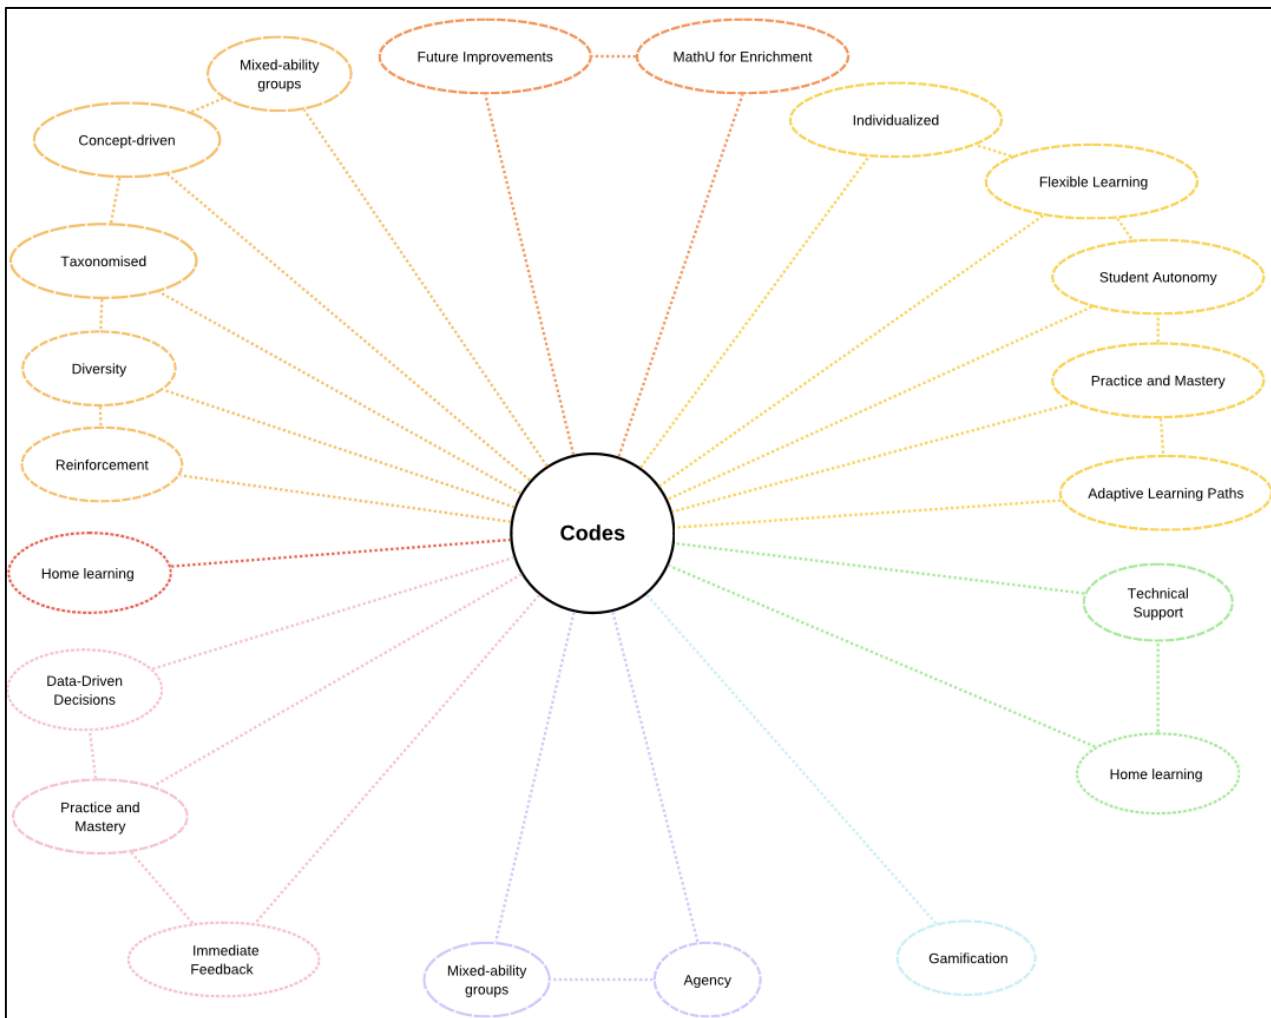 Future Improvements
MathU for Enrichment
Mixed-ability
groups
Individualized
Concept-driven
Flexible Learning
Taxonomised
Student Autonomy
Diversity
Practice and Mastery
Reinforcement
Adaptive Learning Paths
Codes
Home learning
Technical
Support
Data-Driven
Decisions
Home learning
Practice and
Mastery
Immediate
Feedback
Gamification
Mixed-ability
groups
Agency